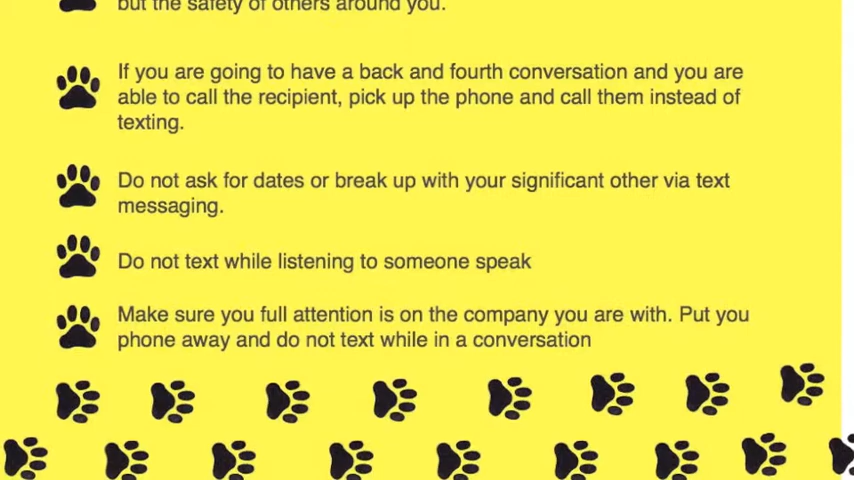 but the safety of others around you.
If you are going to have a back and fourth conversation and you are
able to call the recipient, pick up the phone and call them instead of
texting.
Do not ask for dates or break up with your significant other via text
messaging.
Do not text while listening to someone speak
Make sure you full attention is on the company you are with. Put you
phone away and do not text while in a conversation